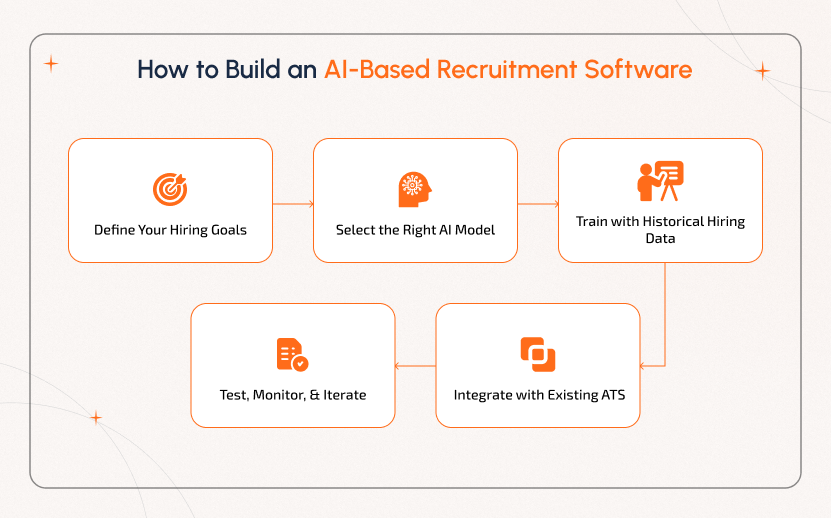 How to Build an AI-Based Recruitment Software
Define Your Hiring Goals
Select the Right AI Model
Train with Historical Hiring
Data
Integrate with Existing ATS
Test, Monitor, & Iterate